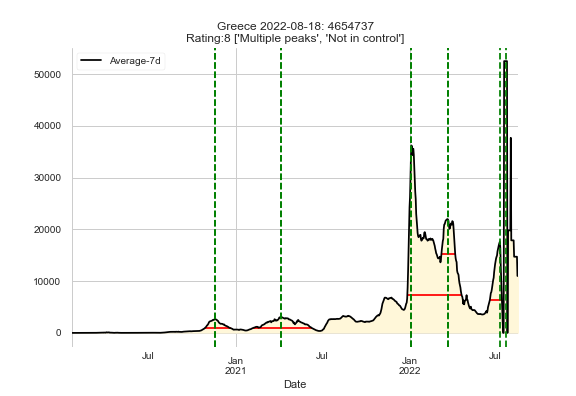 Greece 2022-08-18: 4654737
Rating:8 ['Multiple peaks', 'Not in control']
Average-7d
50000
40000
30000
20000
10000
0
Jul
Jan
2021
Jul
Jan
2022
Jul
Date